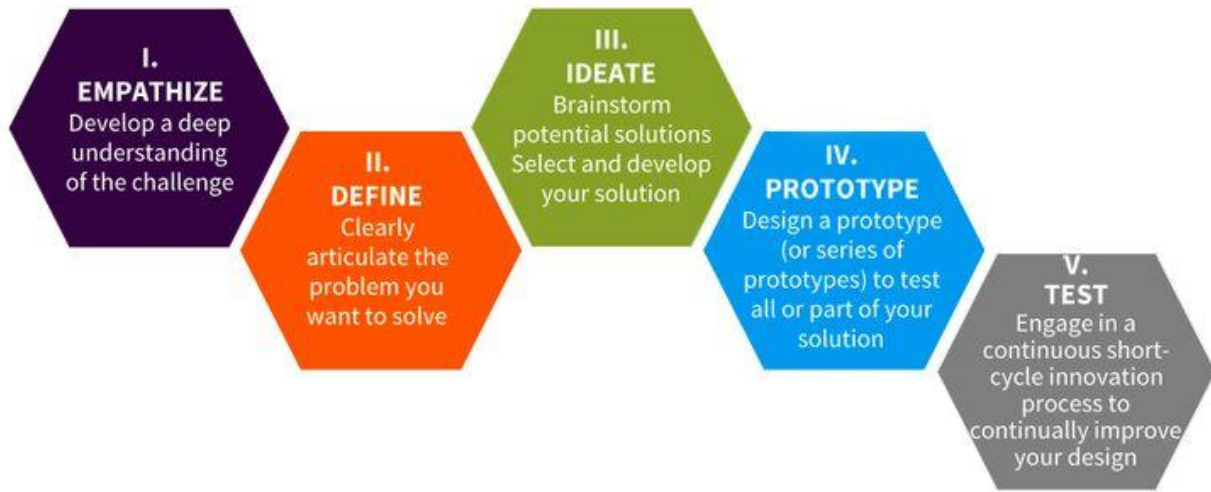 I.
EMPATHIZE
Develop a deep
understanding
of the challenge
II.
DEFINE
Clearly
articulate the
problem you
want to solve
III.
IDEATE
Brainstorm
potential solutions
Select and develop
your solution
IV.
PROTOTYPE
Design a prototype
(or series of
prototypes) to test
all or part of your
solution
V.
TEST
Engage in a
continuous short-
cycle innovation
process to
continually improve
your design